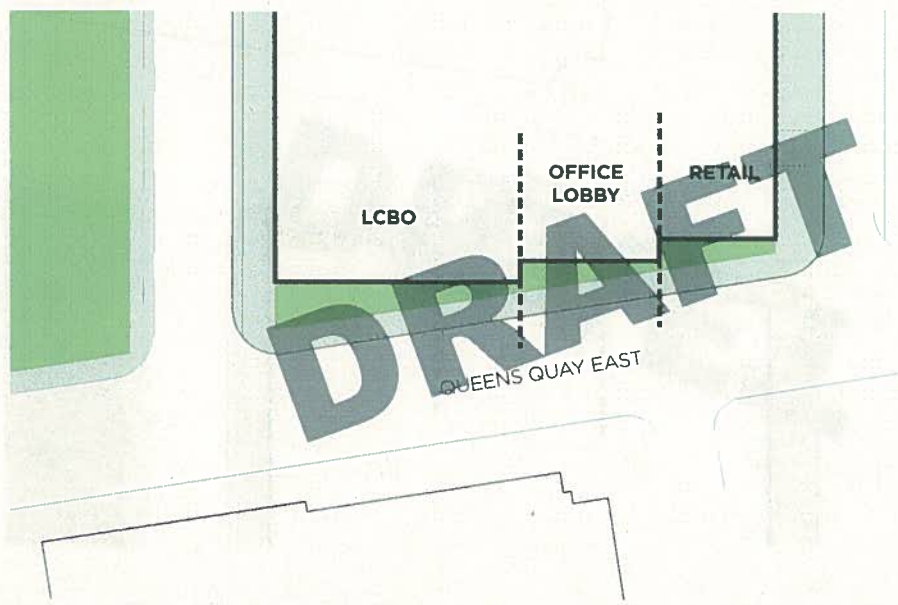 OFFICE
LOBBY
RETAIL
LCBO
DRAFT
QUEENS QUAY EAST